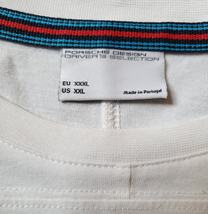 PORSCHE DESIGN
DRIVER'S SELECTION
EU XXXL
US XXL
Made in Portugal